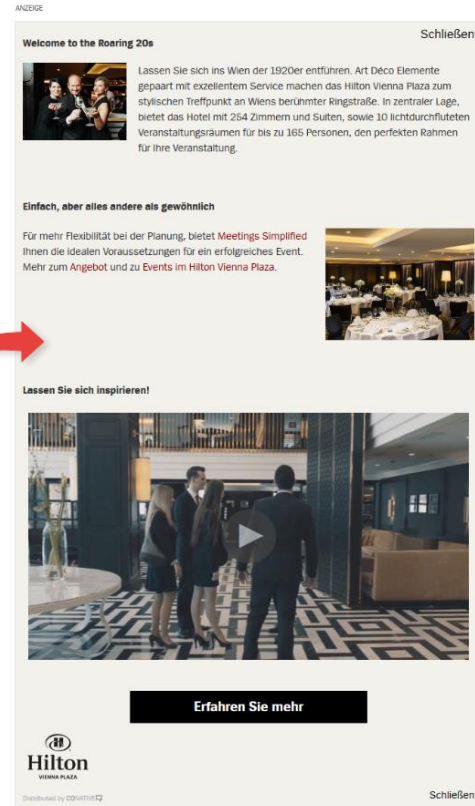 ANZEIGE
Schließen
Welcome to the Roaring 20s
Lassen Sie sich ins Wien der 1920er entführen. Art Déco Elemente
gepaart mit exzellentem Service machen das Hilton Vienna Plaza zum
stylischen Treffpunkt an Wiens berühmter Ringstraße. In zentraler Lage,
bietet das Hotel mit 254 Zimmern und Suiten, sowie 10 lichtdurchfluteten
Veranstaltungsräumen für bis zu 165 Personen, den perfekten Rahmen
für Ihre Veranstaltung.
Einfach, aber alles andere als gewöhnlich
Für mehr Flexibilität bei der Planung, bietet Meetings Simplified
Ihnen die idealen Voraussetzungen für ein erfolgreiches Event.
Mehr zum Angebot und zu Events im Hilton Vienna Plaza.
Lassen Sie sich inspirieren!
Erfahren Sie mehr
H
Hilton
VIENNA PLAZA
Distributed by CONATIVE
Schließen